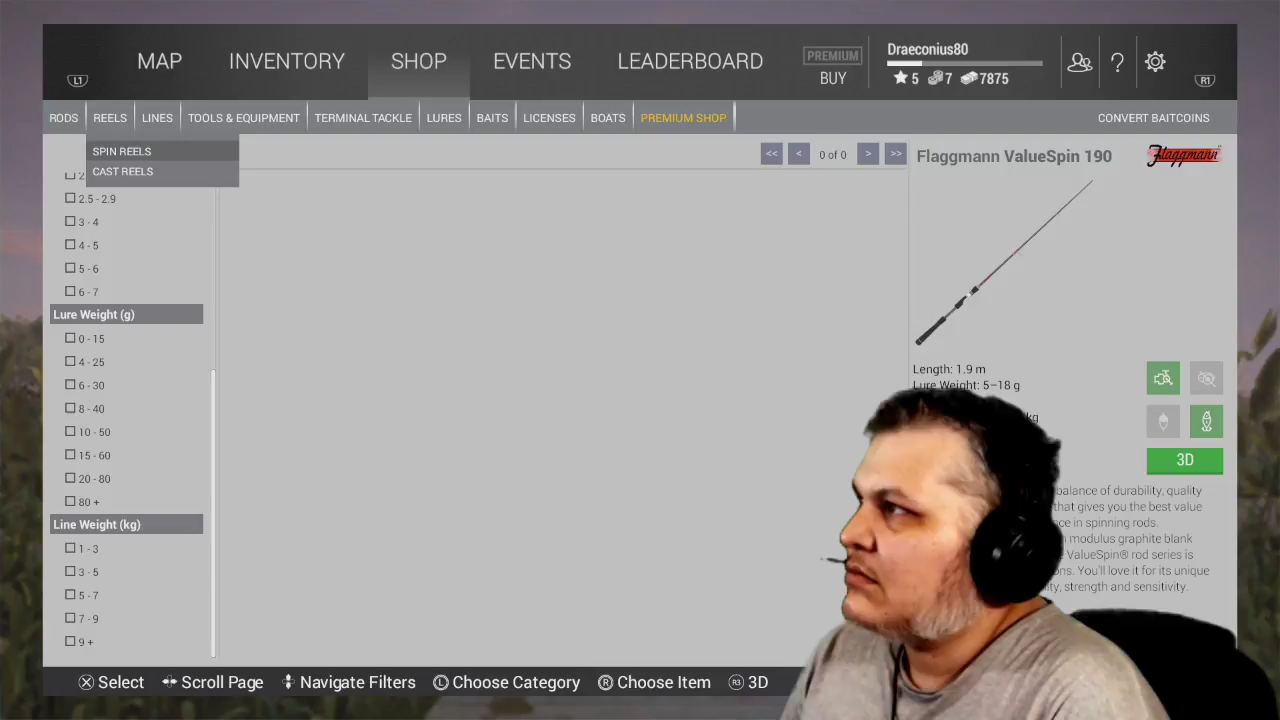 MAP
INVENTORY
SHOP
EVENTS
LEADERBOARD
PREMIUM
BUY
Draeconius80
5
7
7875
?
L1
R1
RODS
REELS
LINES
TOOLS & EQUIPMENT
TERMINAL TACKLE
LURES
BAITS
LICENSES
BOATS
PREMIUM SHOP
CONVERT BAITCOINS
SPIN REELS
CAST REELS
<<
<
0 of 0
>
>>
2.5 - 2.9
3 - 4
4 - 5
5 - 6
6 - 7
Lure Weight (g)
0 - 15
4 - 25
6 - 30
8 - 40
10 - 50
15 - 60
20 - 80
80 +
Line Weight (kg)
1 - 3
3 - 5
5 - 7
7 - 9
9 +
Flaggmann ValueSpin 190
Flaggmann
Length: 1.9 m
Lure Weight: 5–18 g
kg
3D
balance of durability, quality
that gives you the best value
ce in spinning rods.
modulus graphite blank
ValueSpin® rod series is
ons. You'll love it for its unique
ity, strength and sensitivity.
Select
Scroll Page
Navigate Filters
L Choose Category
R Choose Item
R3 3D